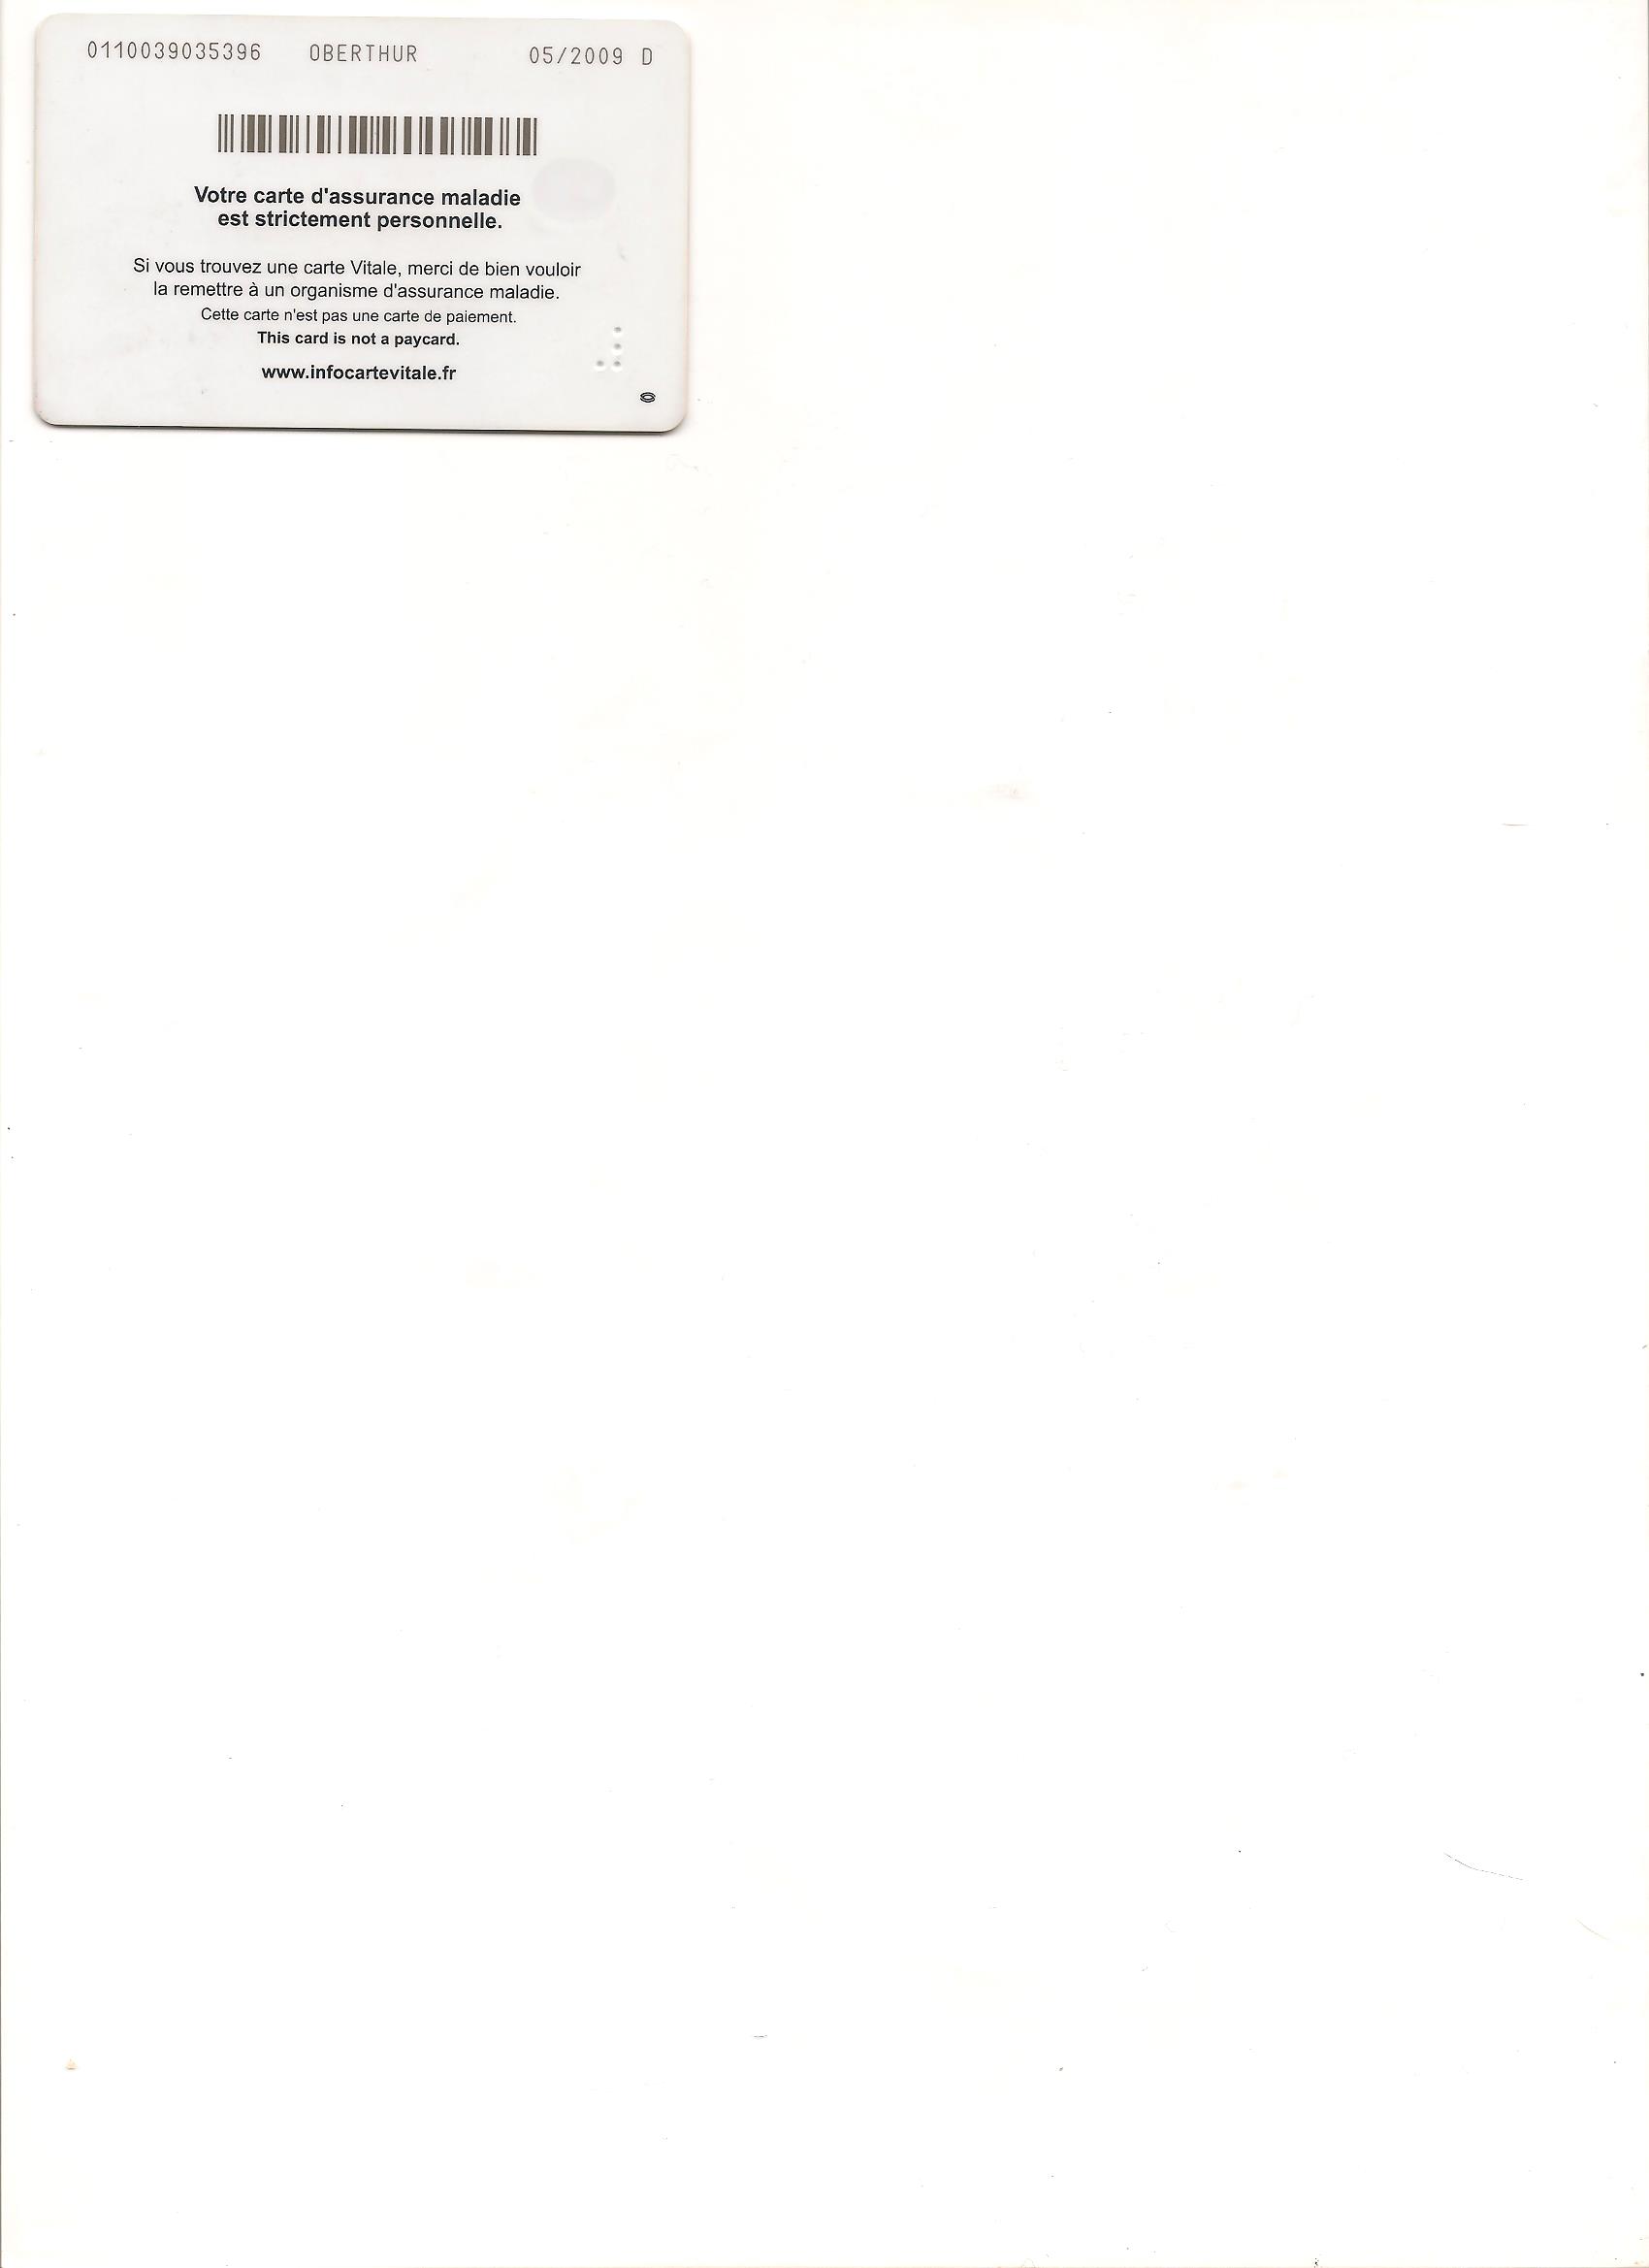 0110039035396 OBERTHUR 05/2009 D
Votre carte d'assurance maladie
est strictement personnelle.
Si vous trouvez une carte Vitale, merci de bien vouloir
la remettre à un organisme d'assurance maladie.
Cette carte n'est pas une carte de paiement.
This card is not a paycard.
www.infocartevitale.fr